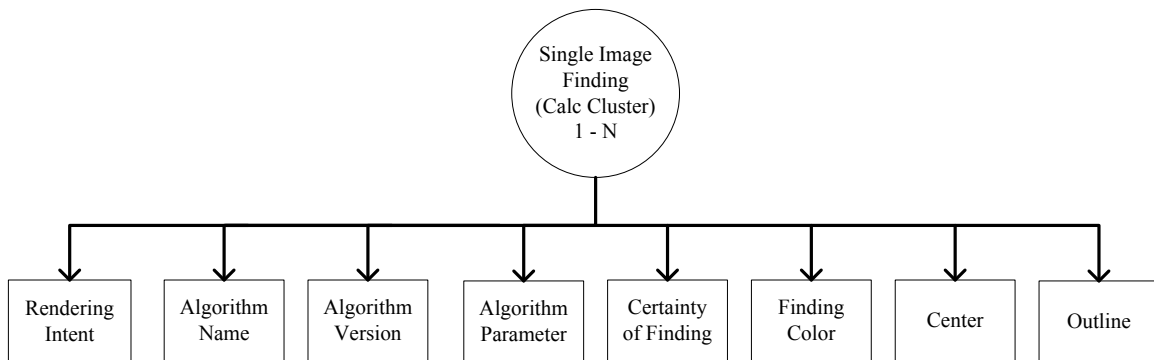 Single Image
Finding
(Calc Cluster)
1 - N
Rendering
Intent
Algorithm
Name
Algorithm
Version
Algorithm
Parameter
Certainty
of Finding
Finding
Color
Center
Outline